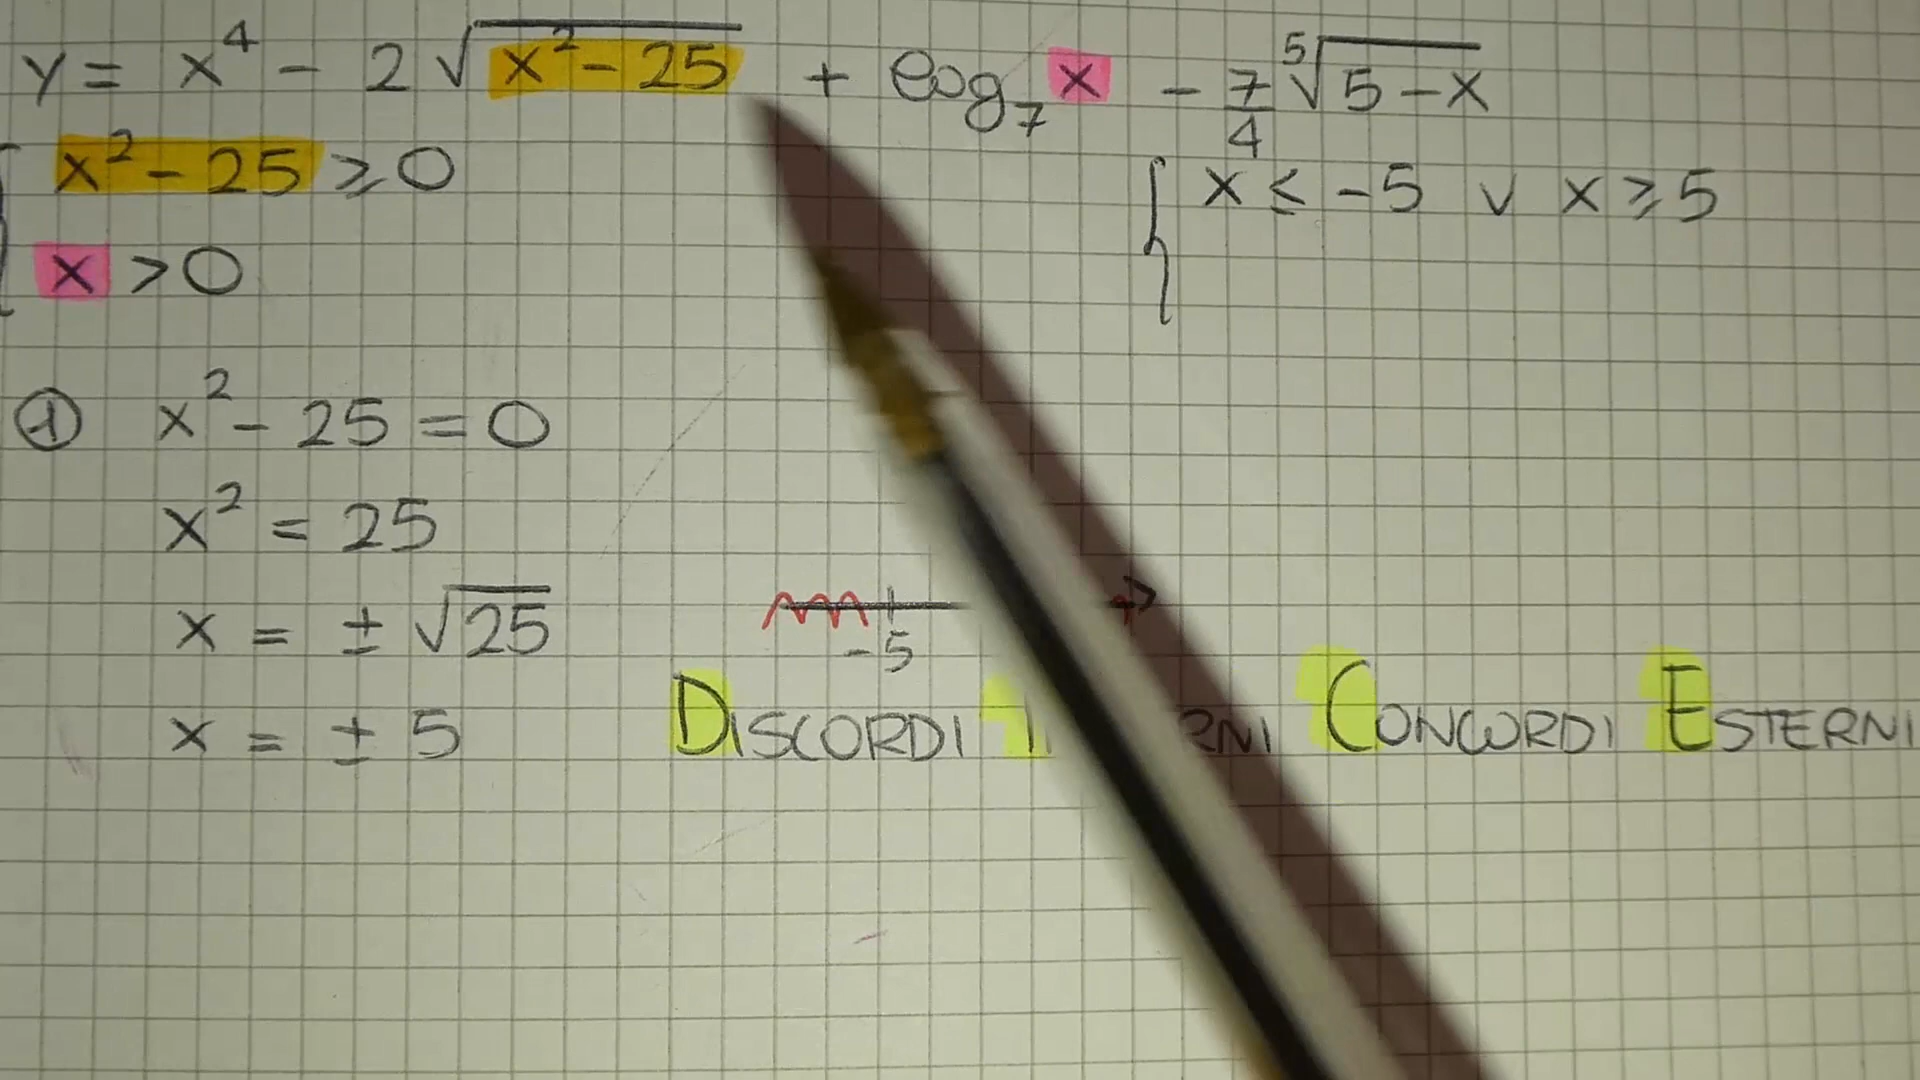 y = x⁴ - 2√(x² - 25) + log₇ x - 7/4 ⁵√(5 - x)
{ x² - 25 ≥ 0
x > 0
{ x ≤ -5 ∨ x ≥ 5
① x² - 25 = 0
x² = 25
x = ± √25
x = ± 5
-5
DISCORDI CONCORDI ESTERNI